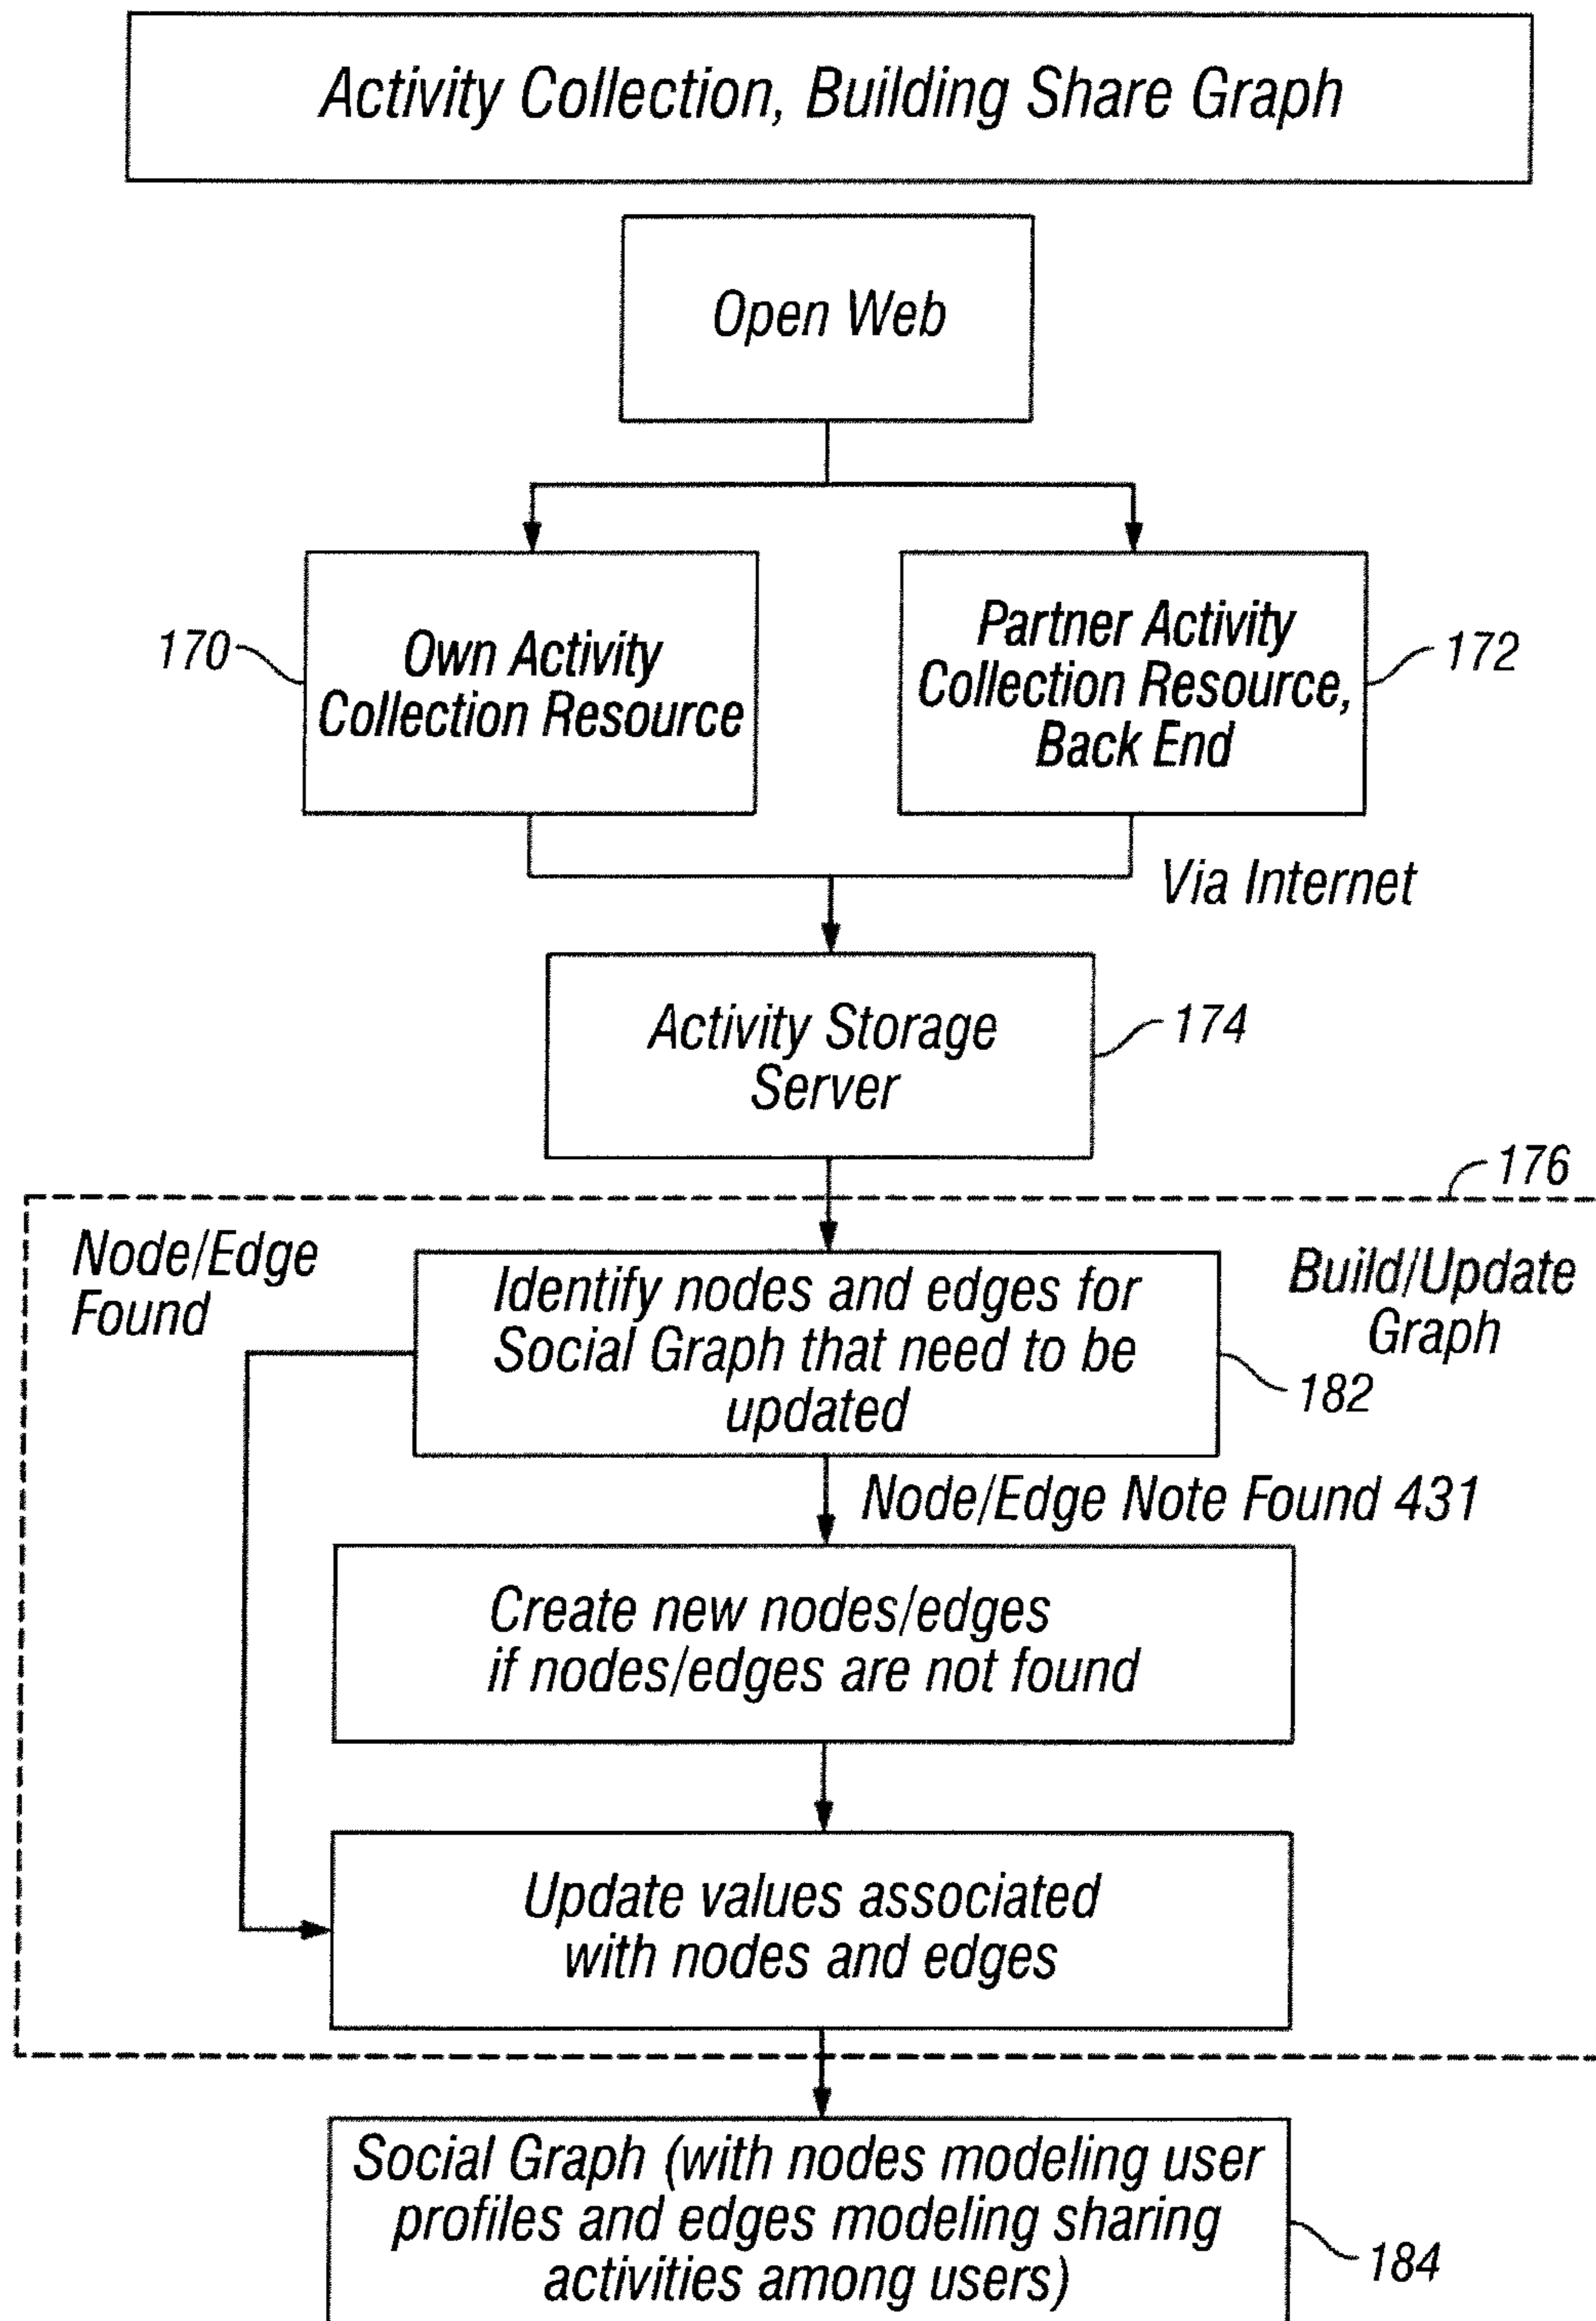 Activity Collection, Building Share Graph
Open Web
170
Own Activity
Collection Resource
Partner Activity
Collection Resource,
Back End
172
Via Internet
Activity Storage
Server
174
176
Node/Edge
Found
Identify nodes and edges for
Social Graph that need to be
updated
Build/Update
Graph
182
Node/Edge Note Found 431
Create new nodes/edges
if nodes/edges are not found
Update values associated
with nodes and edges
Social Graph (with nodes modeling user
profiles and edges modeling sharing
activities among users)
184